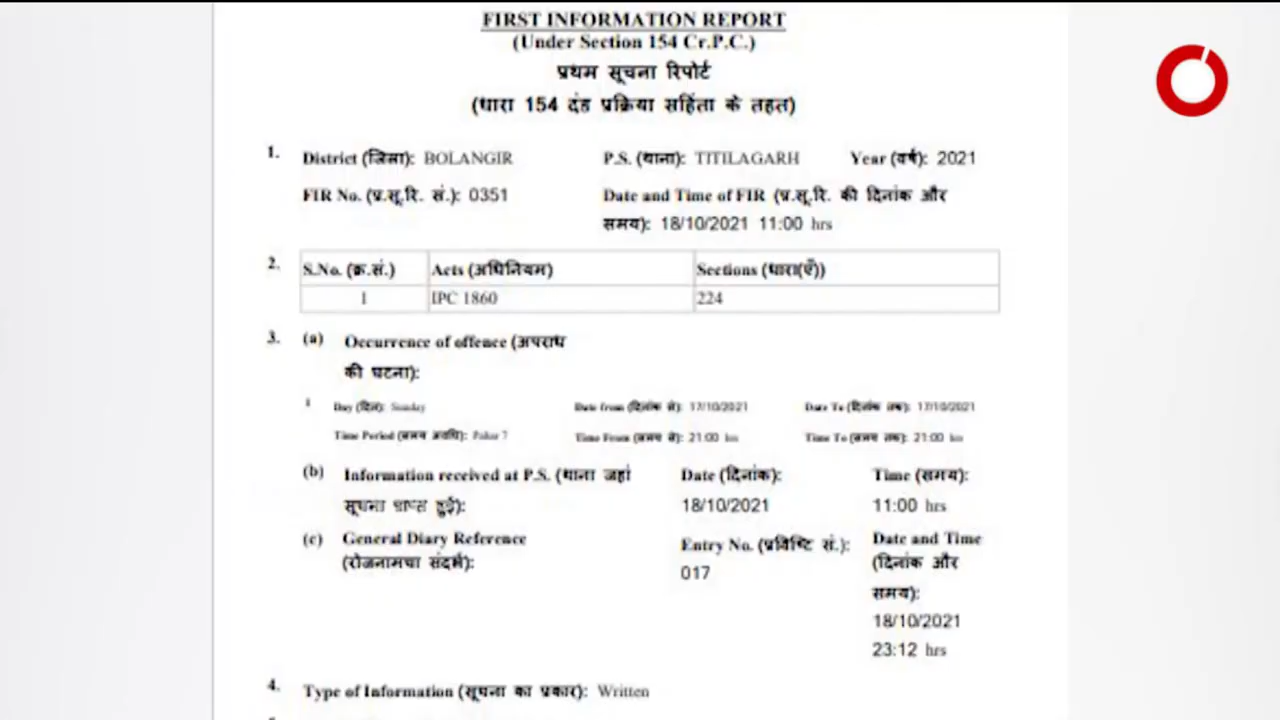 FIRST INFORMATION REPORT
(Under Section 154 Cr.P.C.)
प्रथम सूचना रिपोर्ट
(धारा 154 दंड प्रक्रिया सहिंता के तहत)
1. District (जिला): BOLANGIR P.S. (थाना): TITILAGARH Year (वर्ष): 2021
FIR No. (प्र.सू.रि. सं.): 0351 Date and Time of FIR (प्र.सू.रि. की दिनांक और
समय): 18/10/2021 11:00 hrs
2. S.No. (क्र.सं.) Acts (अधिनियम) Sections (धारा(एँ))
1 IPC 1860 224
3. (a) Occurrence of offence (अपराध
की घटना):
1 Day (दिन): Sunday Date from (दिनांक से): 17/10/2021 Date To (दिनांक तक): 17/10/2021
Time Period (समय अवधि): Pahar 7 Time From (समय से): 21:00 hrs Time To (समय तक): 21:00 hrs
(b) Information received at P.S. (थाना जहां Date (दिनांक): Time (समय):
सूचना प्राप्त हुई): 18/10/2021 11:00 hrs
(c) General Diary Reference Entry No. (प्रविष्टि सं.): Date and Time
(रोजनामचा संदर्भ): 017 (दिनांक और
समय):
18/10/2021
23:12 hrs
4. Type of Information (सूचना का प्रकार): Written